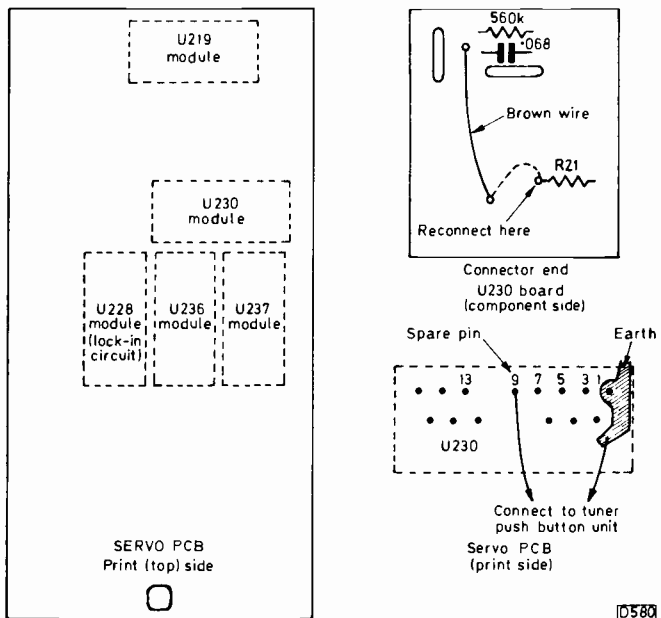 U219
module
U230
module
U228
module
(lock-in
circuit)
U236
module
U237
module
SERVO PCB
Print (top) side
560k
·068
Brown wire
R21
Reconnect here
Connector end
U230 board
(component side)
Spare pin
Earth
13 9 7 5 3 1
U230
Connect to tuner
push button unit
Servo PCB
(print side)
D580